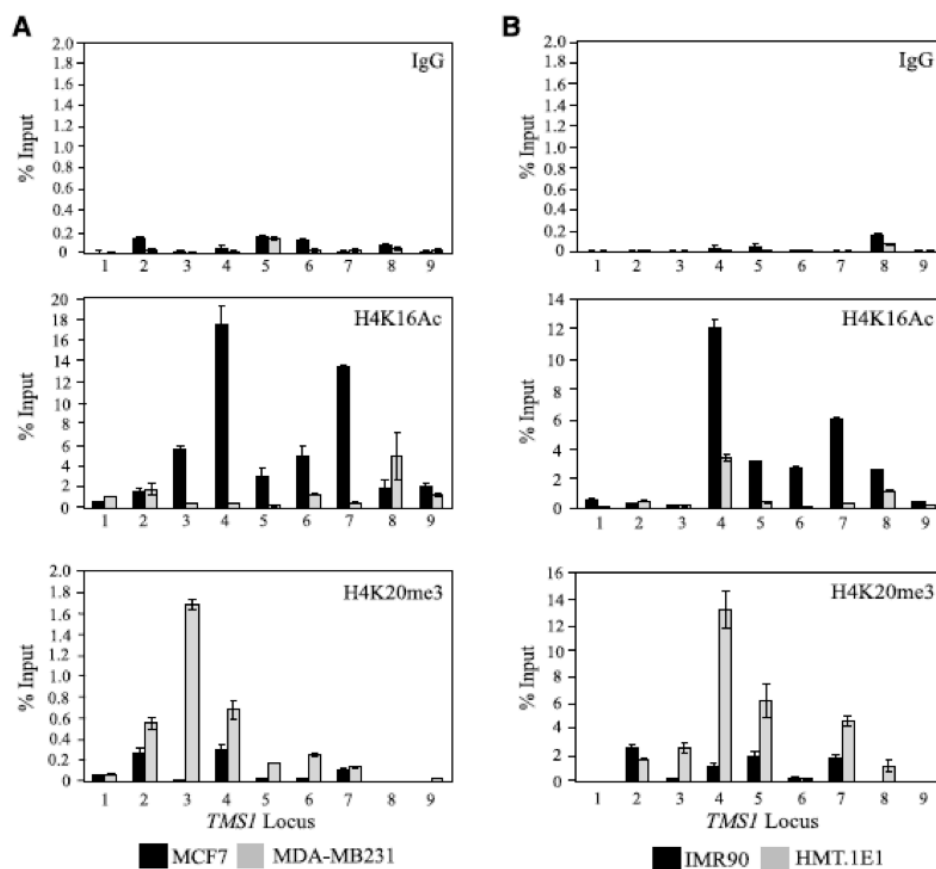 A
IgG
% Input
2.0
1.8
1.6
1.4
1.2
1.0
0.8
0.6
0.4
0.2
0
1 2 3 4 5 6 7 8 9
H4K16Ac
% Input
20
18
16
14
12
10
8
6
4
2
0
1 2 3 4 5 6 7 8 9
H4K20me3
% Input
2.0
1.8
1.6
1.4
1.2
1.0
0.8
0.6
0.4
0.2
0
1 2 3 4 5 6 7 8 9
TMS1 Locus
MCF7 MDA-MB231
B
IgG
% Input
2.0
1.8
1.6
1.4
1.2
1.0
0.8
0.6
0.4
0.2
0
1 2 3 4 5 6 7 8 9
H4K16Ac
% Input
14
12
10
8
6
4
2
0
1 2 3 4 5 6 7 8 9
H4K20me3
% Input
16
14
12
10
8
6
4
2
0
1 2 3 4 5 6 7 8 9
TMS1 Locus
IMR90 HMT.1E1